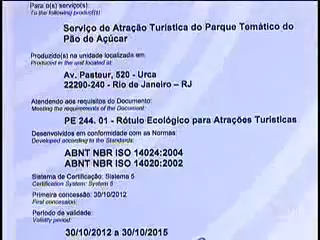 Para o(s) serviço(s):
To the following product(s):
Serviço de Atração Turística do Parque Temático do
Pão de Açúcar
Produzido(s) na unidade localizada em:
Produced in the unit located at:
Av. Pasteur, 520 - Urca
22290-240 - Rio de Janeiro – RJ
Atendendo aos requisitos do Documento:
Meeting the requirements of the Document:
PE 244. 01 - Rótulo Ecológico para Atrações Turísticas
Desenvolvidos em conformidade com as Normas:
Developed according to the Standards:
ABNT NBR ISO 14024:2004
ABNT NBR ISO 14020:2002
Sistema de Certificação: Sistema 5
Certification System: System 5
Primeira concessão: 30/10/2012
First concession:
Período de validade:
Validity period:
30/10/2012 a 30/10/2015